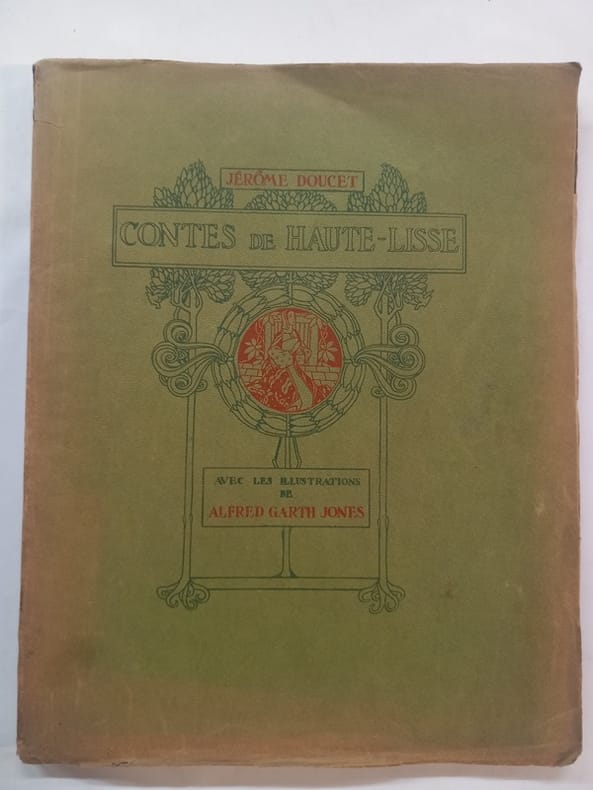 JÉRÔME DOUCET
CONTES DE HAUTE-LISSE
AVEC LES ILLUSTRATIONS
DE
ALFRED GARTH JONES